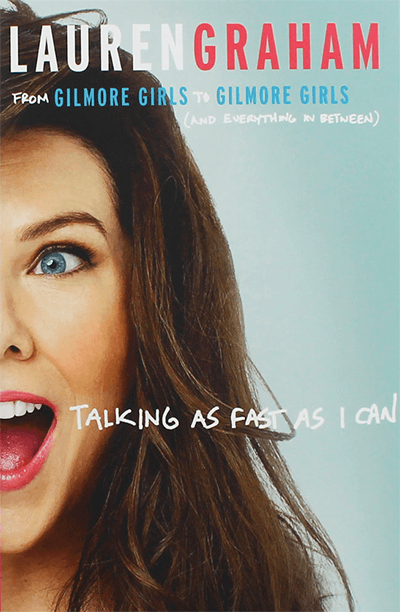 LAURENGRAHAM
FROM GILMORE GIRLS TO GILMORE GIRLS
(AND EVERYTHING IN BETWEEN)
TALKING AS FAST AS I CAN